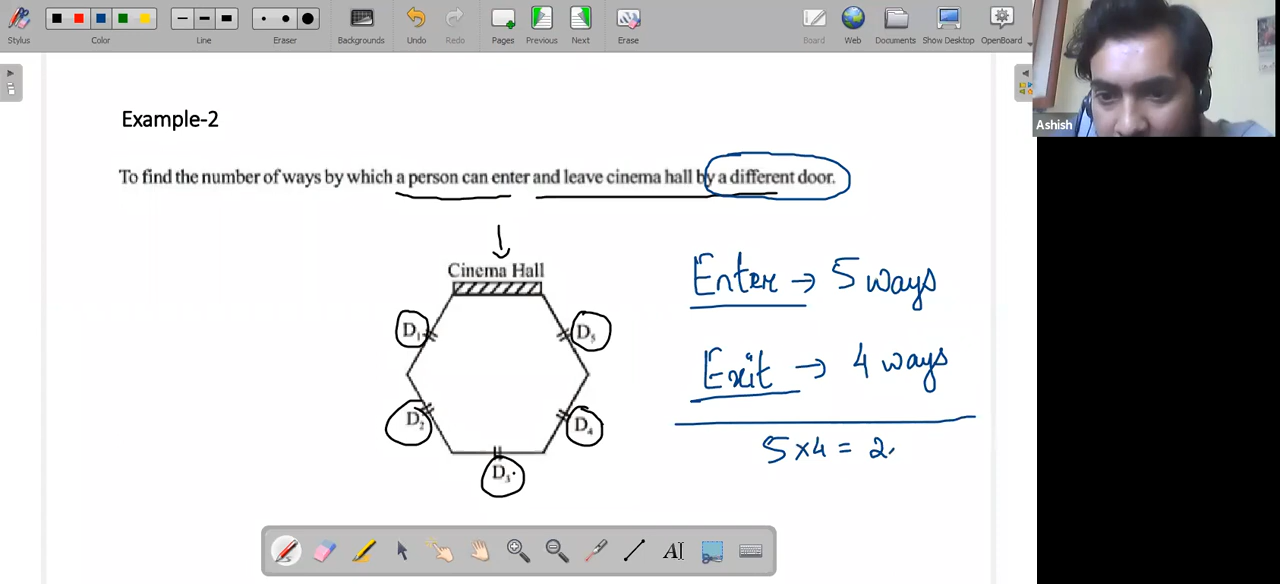 Stylus
Color
Line
Eraser
Backgrounds
Undo
Redo
Pages
Previous
Next
Erase
Board
Web
Documents
Show Desktop
OpenBoard
Ashish
Example-2
To find the number of ways by which a person can enter and leave cinema hall by a different door.
Cinema Hall
D₁
D₅
D₂
D₄
D₃
Enter → 5 ways
Exit → 4 ways
5 × 4 = 2
A